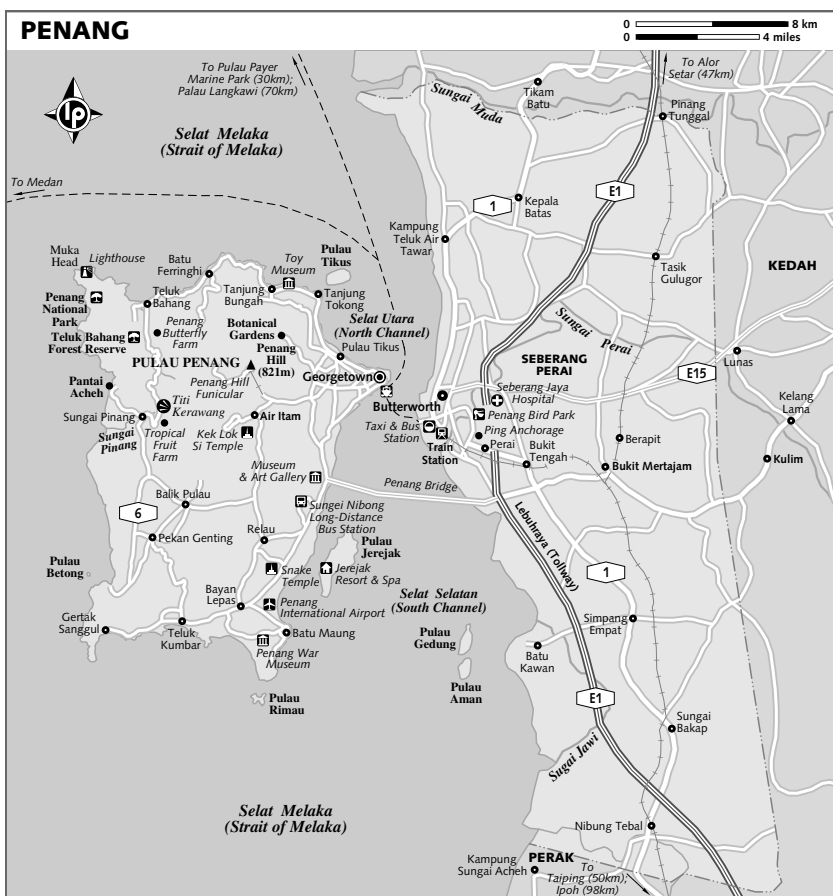 PENANG
0 8 km
0 4 miles
To Pulau Payer
Marine Park (30km);
Palau Langkawi (70km)
To Alor
Setar (47km)
lp
Selat Melaka
(Strait of Melaka)
To Medan
Sungai Muda
Tikam
Batu
Pinang
Tunggal
E1
1
Kepala
Batas
Kampung
Teluk Air
Tawar
Tasik
Gulugor
KEDAH
Muka
Head
Lighthouse
Batu
Ferringhi
Toy
Museum
Pulau
Tikus
Penang
National
Park
Teluk
Bahang
Tanjung
Bungah
Tanjung
Tokong
Teluk Bahang
Forest Reserve
Penang
Butterfly
Farm
Botanical
Gardens
Selat Utara
(North Channel)
Sungai Perai
PULAU PENANG
Penang
Hill
(821m)
Pulau Tikus
SEBERANG
PERAI
E15
Lunas
Pantai
Acheh
Penang Hill
Funicular
Georgetown
Seberang Jaya
Hospital
Titi
Kerawang
Butterworth
Penang Bird Park
Kelang
Lama
Sungai Pinang
Air Itam
Taxi & Bus
Station
Ping Anchorage
Sungai
Pinang
Tropical
Fruit
Farm
Kek Lok
Si Temple
Train
Station
Perai
Bukit
Tengah
Berapit
Museum
& Art Gallery
Bukit Mertajam
Kulim
Penang Bridge
Balik Pulau
6
Sungei Nibong
Long-Distance
Bus Station
Lebuhraya (Tollway)
Pekan Genting
Relau
Pulau
Jerejak
Pulau
Betong
Snake
Temple
Jerejak
Resort & Spa
1
Bayan
Lepas
Penang
International Airport
Selat Selatan
(South Channel)
Gertak
Sanggul
Teluk
Kumbar
Batu Maung
Simpang
Empat
Penang War
Museum
Pulau
Gedung
Batu
Kawan
Pulau
Aman
Pulau
Rimau
E1
Sungai
Bakap
Sugai Jawi
Selat Melaka
(Strait of Melaka)
Nibung Tebal
Kampung
Sungai Acheh
PERAK
To
Taiping (50km);
Ipoh (98km)